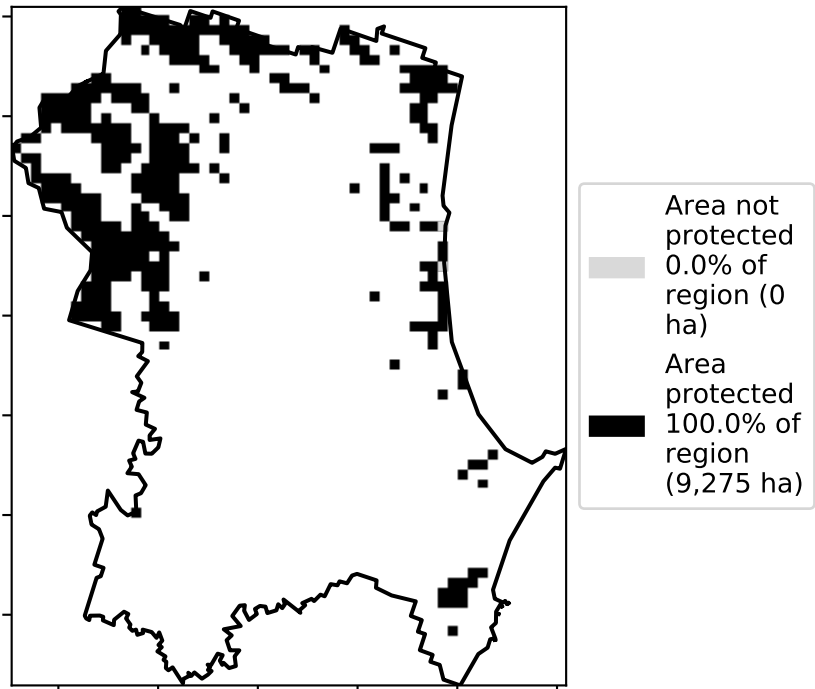 Area not
protected
0.0% of
region (0
ha)
Area
protected
100.0% of
region
(9,275 ha)